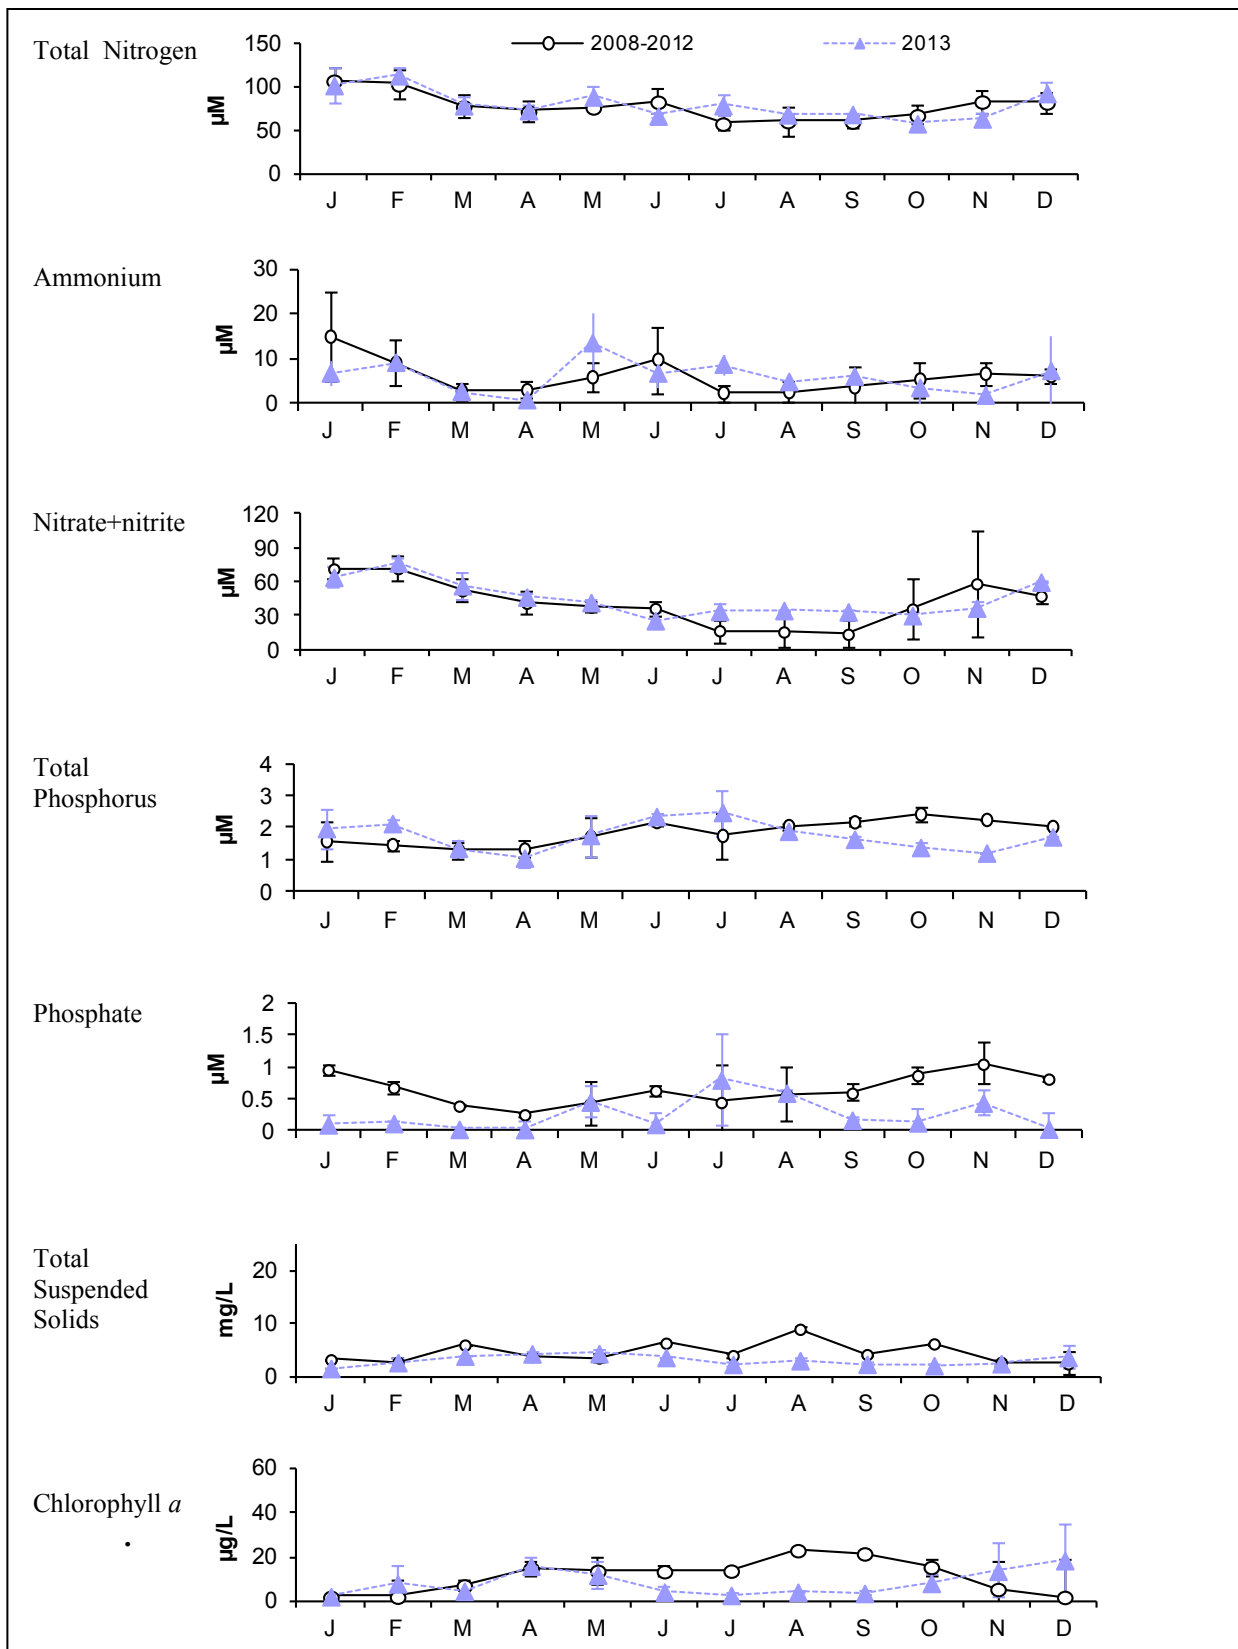 Total Nitrogen
2008-2012
2013
µM
150
100
50
0
J F M A M J J A S O N D
Ammonium
µM
30
20
10
0
J F M A M J J A S O N D
Nitrate+nitrite
µM
120
90
60
30
0
J F M A M J J A S O N D
Total
Phosphorus
µM
4
3
2
1
0
J F M A M J J A S O N D
Phosphate
µM
2
1.5
1
0.5
0
J F M A M J J A S O N D
Total
Suspended
Solids
mg/L
20
10
0
J F M A M J J A S O N D
Chlorophyll a
µg/L
60
40
20
0
J F M A M J J A S O N D